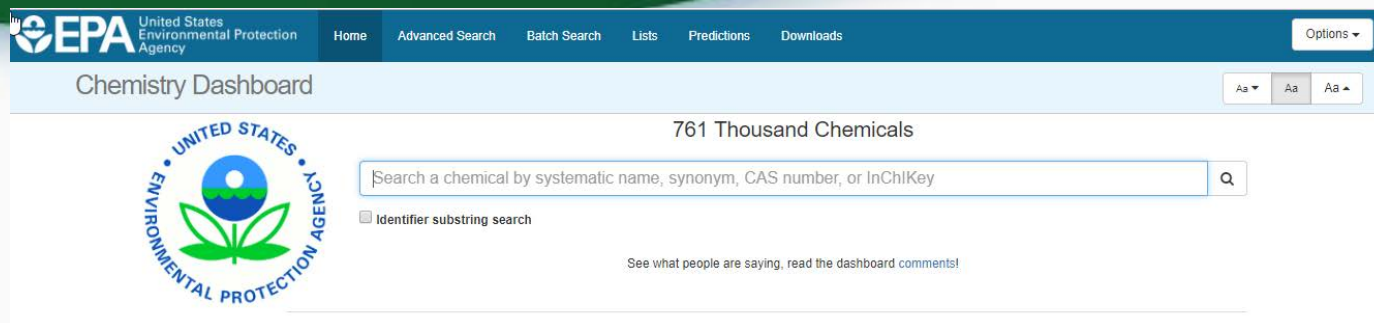 EPA United States
Environmental Protection
Agency
Home Advanced Search Batch Search Lists Predictions Downloads Options
Chemistry Dashboard Aa Aa Aa
UNITED STATES • ENVIRONMENTAL PROTECTION AGENCY •
761 Thousand Chemicals
Search a chemical by systematic name, synonym, CAS number, or InChIKey
Identifier substring search
See what people are saying, read the dashboard comments!